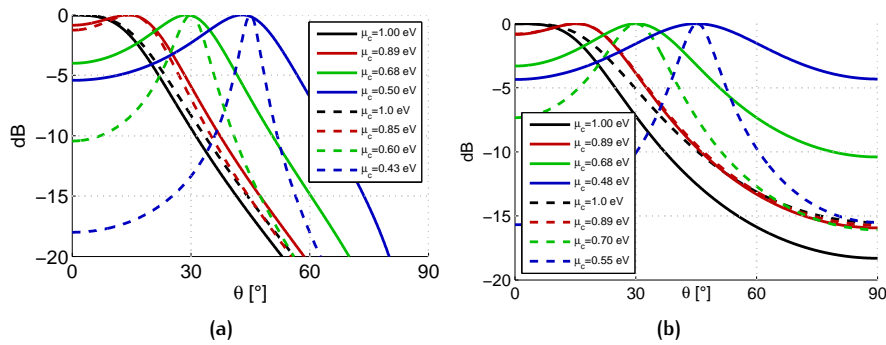 0
−5
−10
−15
−20
0
30
60
90
dB
θ [°]
μc=1.00 eV
μc=0.89 eV
μc=0.68 eV
μc=0.50 eV
μc=1.0 eV
μc=0.85 eV
μc=0.60 eV
μc=0.43 eV
(a)
0
−5
−10
−15
−20
0
30
60
90
dB
θ [°]
μc=1.00 eV
μc=0.89 eV
μc=0.68 eV
μc=0.48 eV
μc=1.0 eV
μc=0.89 eV
μc=0.70 eV
μc=0.55 eV
(b)